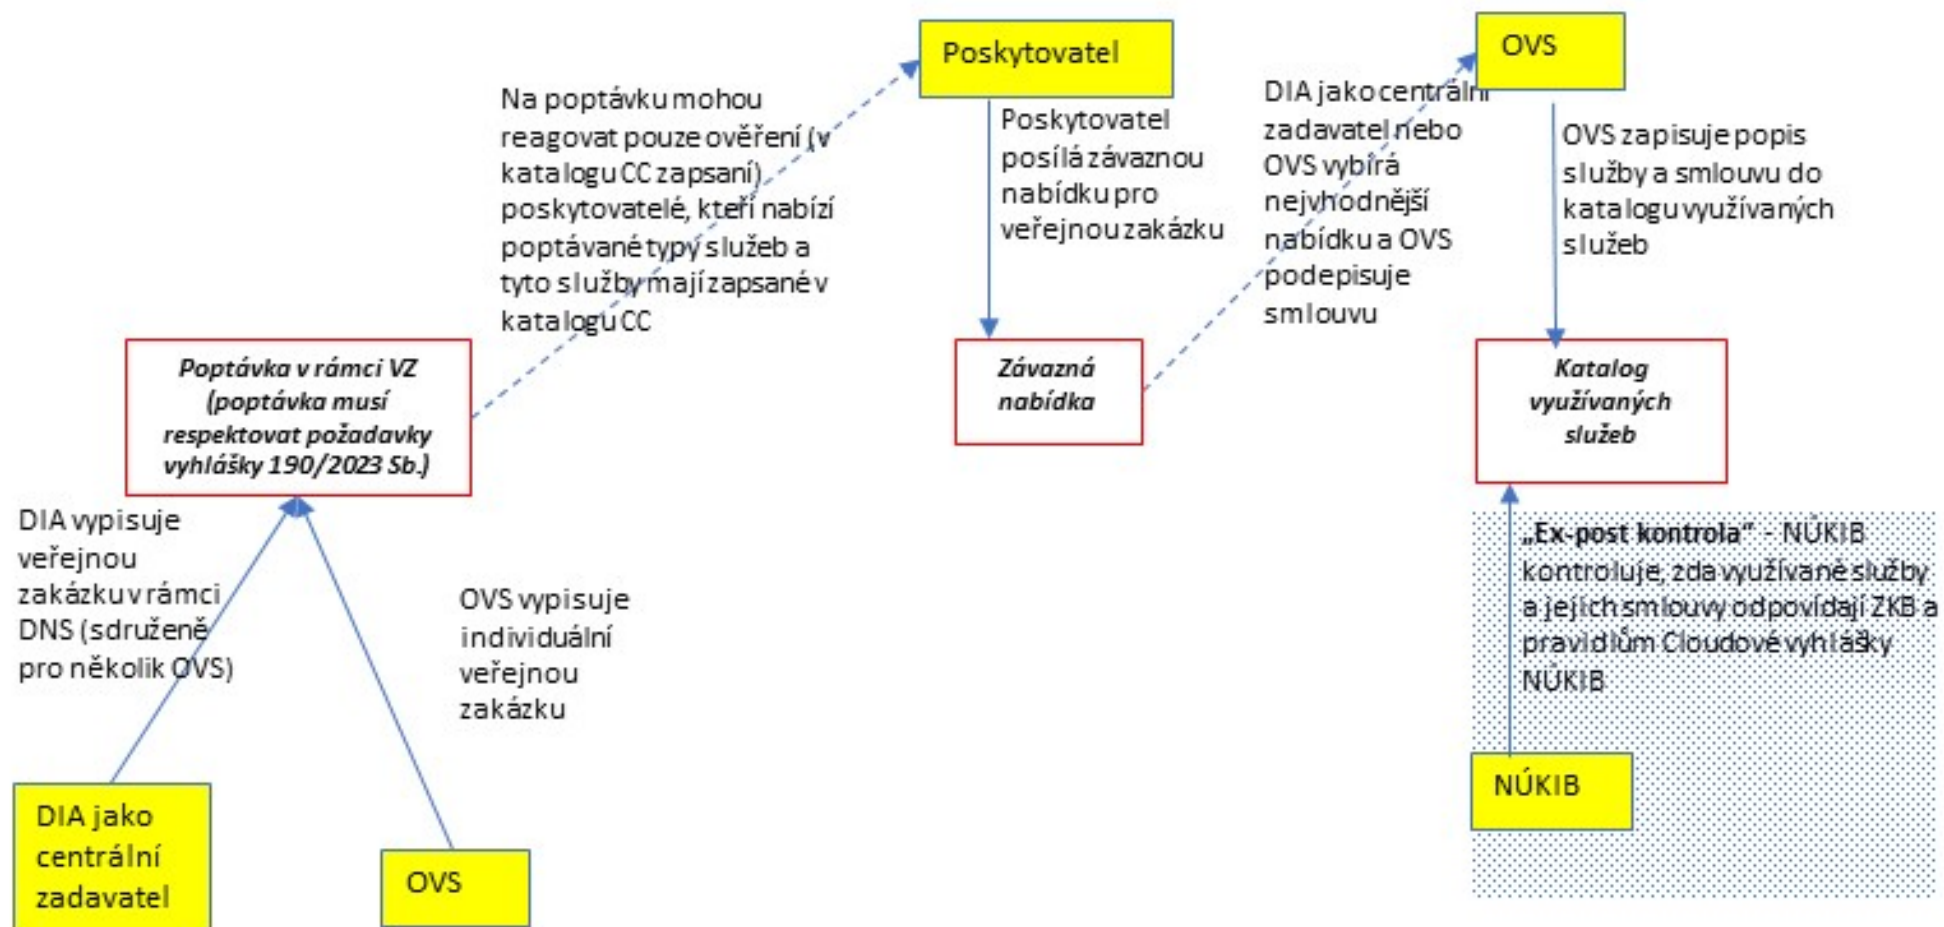 Poskytovatel
OVS
Na poptávku mohou
reagovat pouze ověření (v
katalogu CC zapsaní)
poskytovatelé, kteří nabízí
poptávané typy služeb a
tyto služby mají zapsané v
katalogu CC
Poskytovatel
posílá závaznou
nabídku pro
veřejnou zakázku
DIA jako centrální
zadavatel nebo
OVS vybírá
nejvhodnější
nabídku a OVS
podepisuje
smlouvu
OVS zapisuje popis
služby a smlouvu do
katalogu využívaných
služeb
Poptávka v rámci VZ
(poptávka musí
respektovat požadavky
vyhlášky 190/2023 Sb.)
Závazná
nabídka
Katalog
využívaných
služeb
DIA vypisuje
veřejnou
zakázku v rámci
DNS (sdruženě
pro několik OVS)
OVS vypisuje
individuální
veřejnou
zakázku
„Ex-post kontrola“ - NÚKIB
kontroluje, zda využívané služby
a jejich smlouvy odpovídají ZKB a
pravidlům Cloudové vyhlášky
NÚKIB
NÚKIB
DIA jako
centrální
zadavatel
OVS